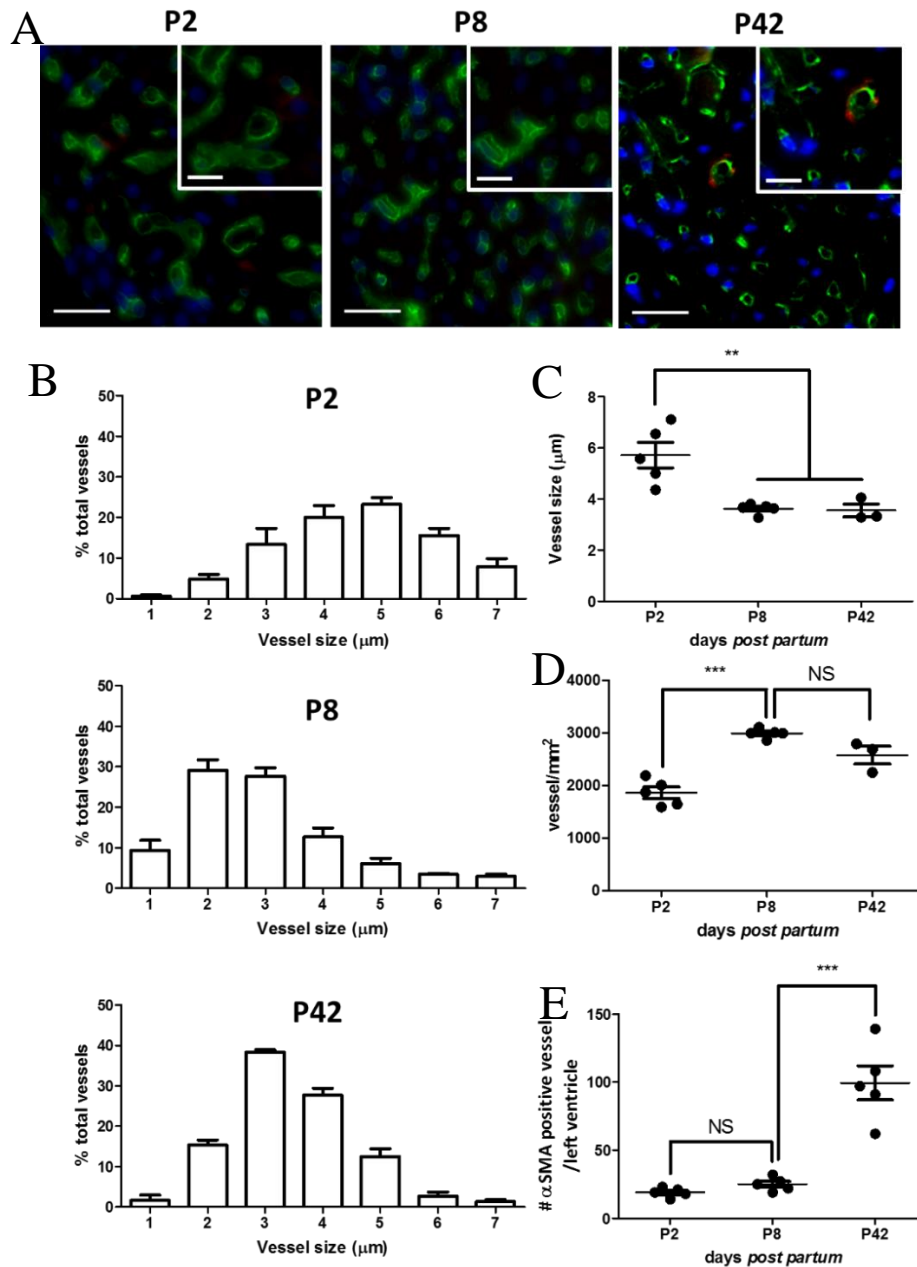 A
P2
P8
P42
B
P2
50
40
30
20
10
0
% total vessels
1 2 3 4 5 6 7
Vessel size (μm)
P8
50
40
30
20
10
0
% total vessels
1 2 3 4 5 6 7
Vessel size (μm)
P42
50
40
30
20
10
0
% total vessels
1 2 3 4 5 6 7
Vessel size (μm)
C
**
8
6
4
2
0
Vessel size (μm)
P2 P8 P42
days post partum
D
***
NS
4000
3000
2000
1000
0
vessel/mm²
P2 P8 P42
days post partum
E
***
NS
150
100
50
0
# αSMA positive vessel
/left ventricle
P2 P8 P42
days post partum